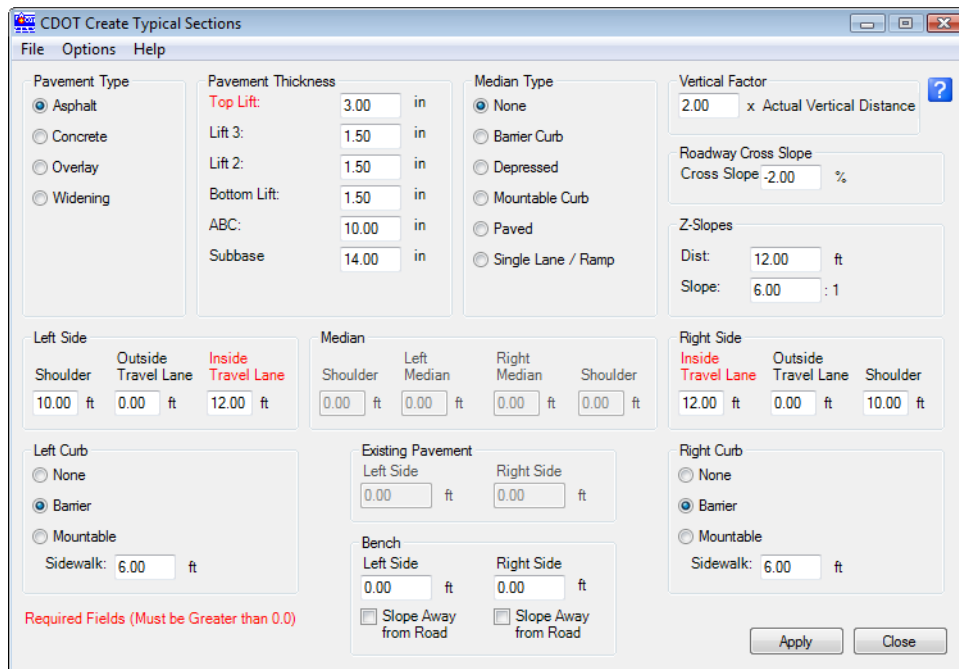 CDOT Create Typical Sections
File Options Help
Pavement Type
Asphalt
Concrete
Overlay
Widening
Pavement Thickness
Top Lift: 3.00 in
Lift 3: 1.50 in
Lift 2: 1.50 in
Bottom Lift: 1.50 in
ABC: 10.00 in
Subbase 14.00 in
Median Type
None
Barrier Curb
Depressed
Mountable Curb
Paved
Single Lane / Ramp
Vertical Factor
2.00 x Actual Vertical Distance
?
Roadway Cross Slope
Cross Slope -2.00 %
Z-Slopes
Dist: 12.00 ft
Slope: 6.00 : 1
Left Side
Outside Inside
Shoulder Travel Lane Travel Lane
10.00 ft 0.00 ft 12.00 ft
Median
Left Right
Shoulder Median Median Shoulder
0.00 ft 0.00 ft 0.00 ft 0.00 ft
Right Side
Inside Outside
Travel Lane Travel Lane Shoulder
12.00 ft 0.00 ft 10.00 ft
Left Curb
None
Barrier
Mountable
Sidewalk: 6.00 ft
Existing Pavement
Left Side Right Side
0.00 ft 0.00 ft
Bench
Left Side Right Side
0.00 ft 0.00 ft
Slope Away Slope Away
from Road from Road
Right Curb
None
Barrier
Mountable
Sidewalk: 6.00 ft
Required Fields (Must be Greater than 0.0)
Apply Close